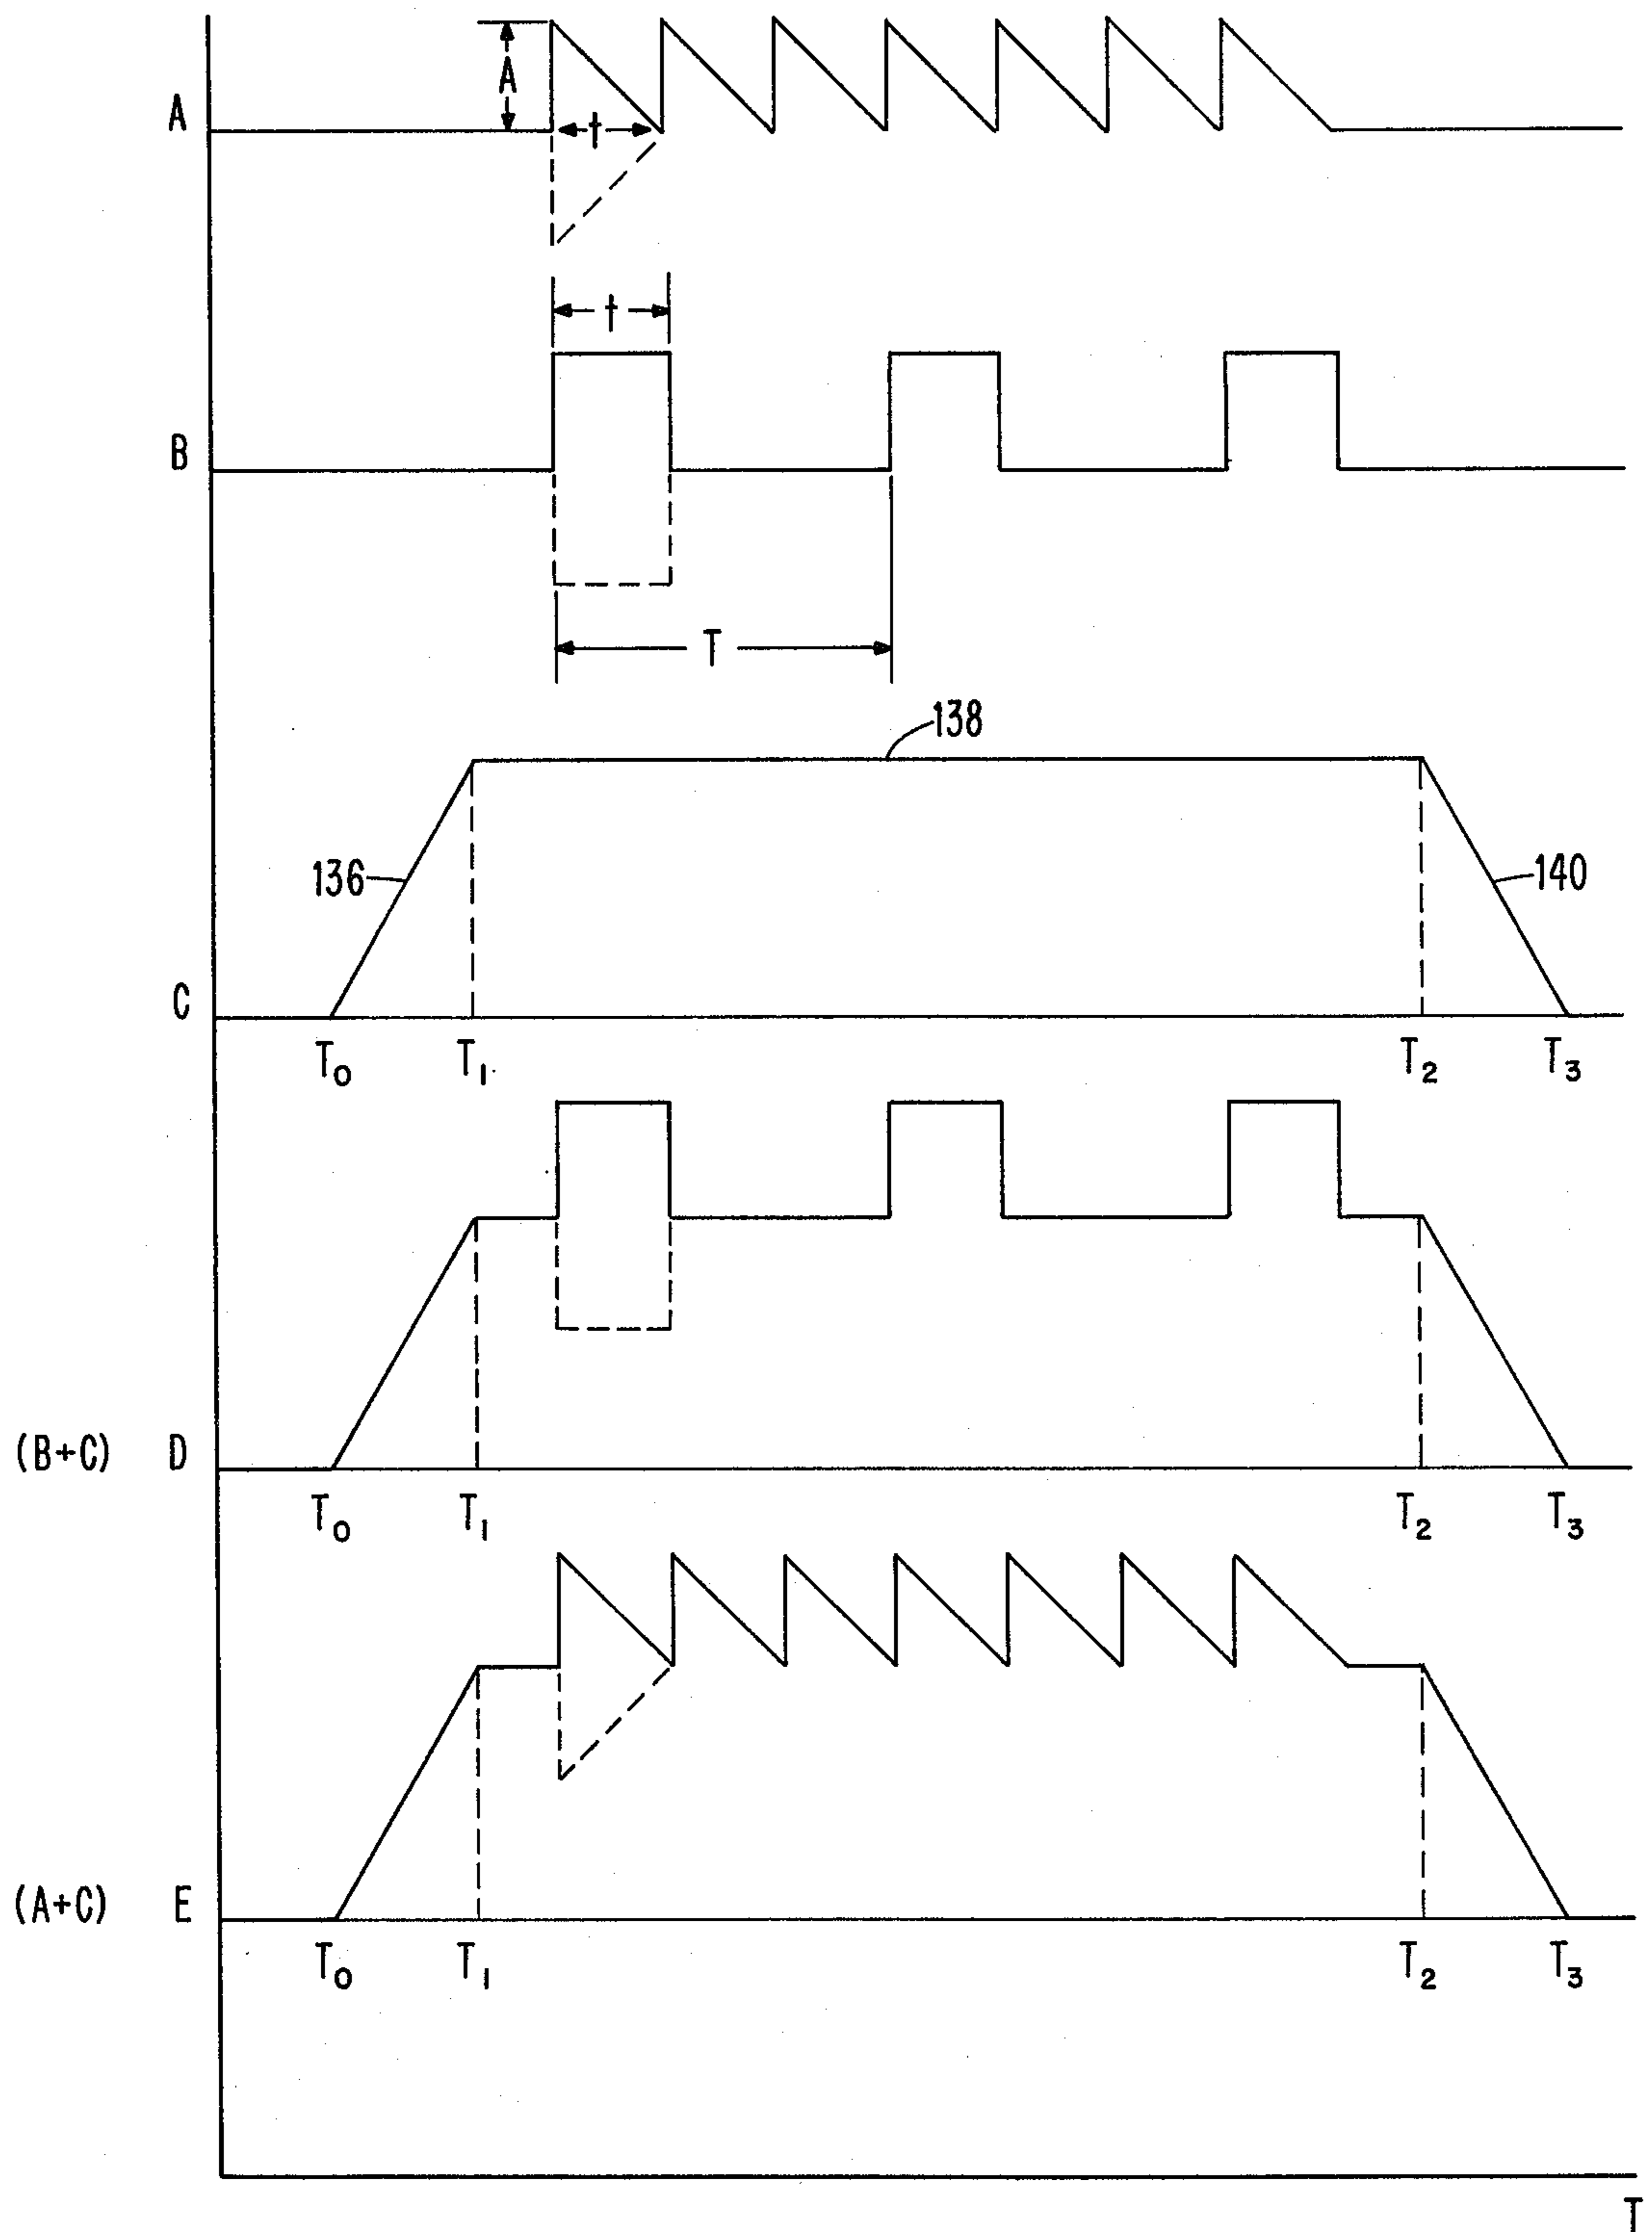 A
A
t
t
B
T
138
136
140
C
T₀ T₁ T₂ T₃
(B+C) D
T₀ T₁ T₂ T₃
(A+C) E
T₀ T₁ T₂ T₃
T